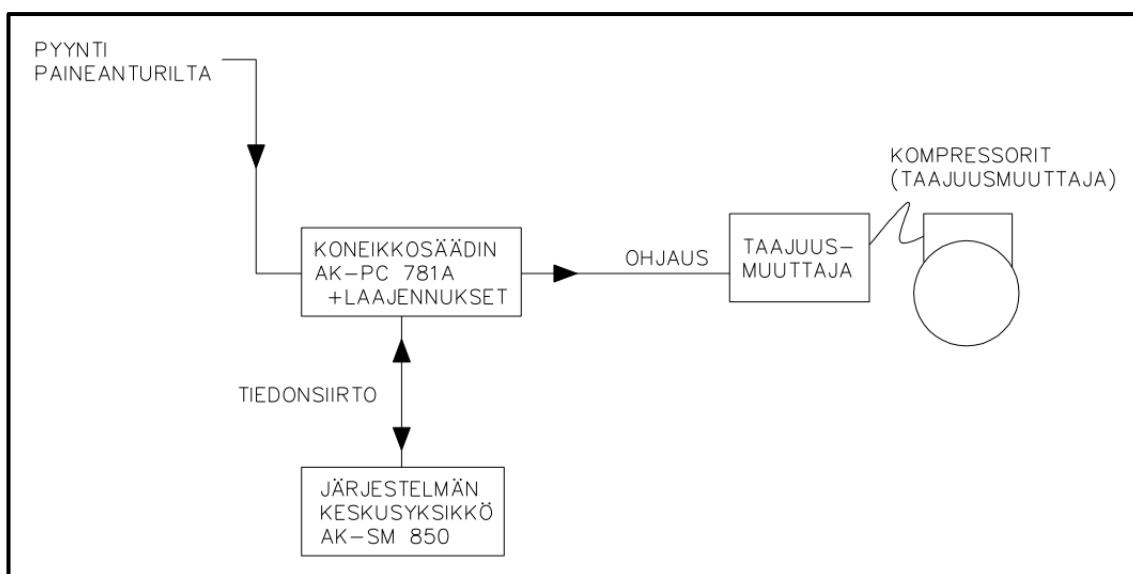 PYYNTI
PAINEANTURILTA
KOMPRESSORIT
(TAAJUUSMUUTTAJA)
KONEIKKOSÄÄDIN
AK-PC 781A
+LAAJENNUKSET
OHJAUS
TAAJUUS-
MUUTTAJA
TIEDONSIIRTO
JÄRJESTELMÄN
KESKUSYKSIKKÖ
AK-SM 850